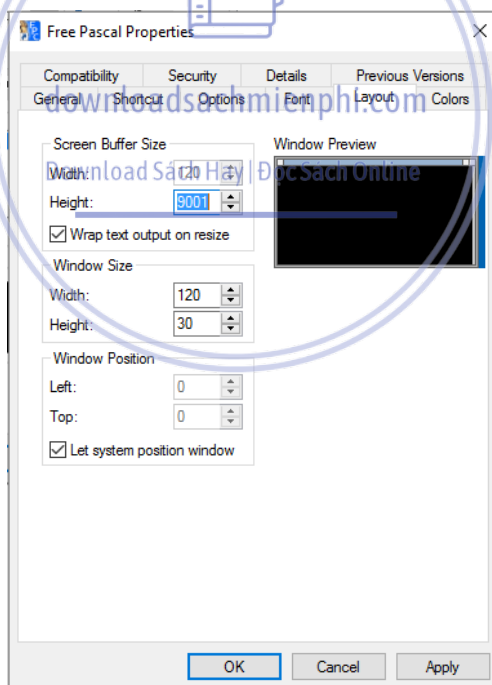 Free Pascal Properties
Compatibility Security Details Previous Versions
General Shortcut Options Font Layout Colors
downloadsachmienphi.com
Download Sách Hay | Đọc Sách Online
Screen Buffer Size
Width: 120
Height: 9001
Wrap text output on resize
Window Size
Width: 120
Height: 30
Window Position
Left: 0
Top: 0
Let system position window
Window Preview
OK Cancel Apply